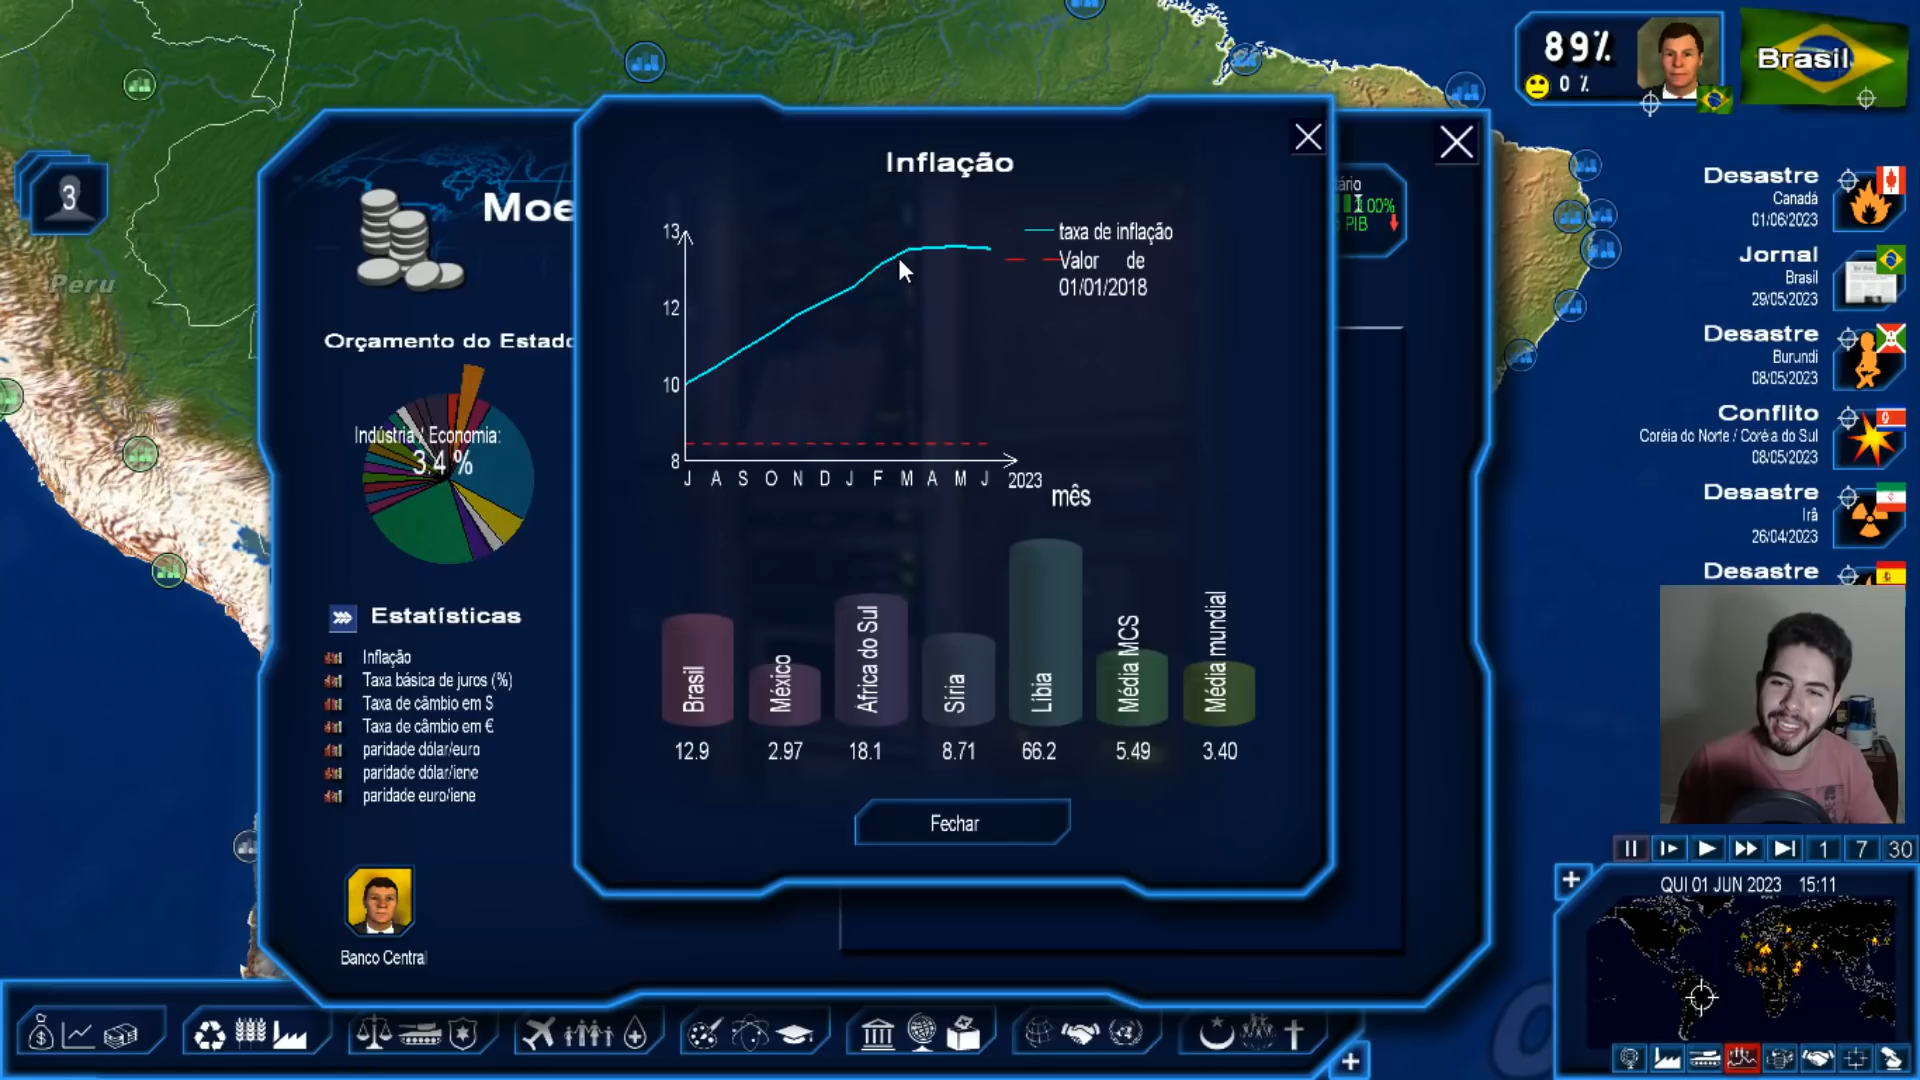 89%
0 %
Brasil
3
Peru
Moe
Orçamento do Estado
Indústria / Economia:
3.4 %
Estatísticas
Inflação
Taxa básica de juros (%)
Taxa de câmbio em $
Taxa de câmbio em €
paridade dólar/euro
paridade dólar/iene
paridade euro/iene
Banco Central
Inflação
13
12
10
8
taxa de inflação
Valor de
01/01/2018
J A S O N D J F M A M J 2023
mês
Brasil
México
África do Sul
Síria
Líbia
Média MCS
Média mundial
12.9 2.97 18.1 8.71 66.2 5.49 3.40
Fechar
ário
100%
PIB
Desastre
Canadá
01/06/2023
Jornal
Brasil
29/05/2023
Desastre
Burundi
08/05/2023
Conflito
Coréia do Norte / Coréia do Sul
08/05/2023
Desastre
Irã
26/04/2023
Desastre
1 7 30
QUI 01 JUN 2023 15:11